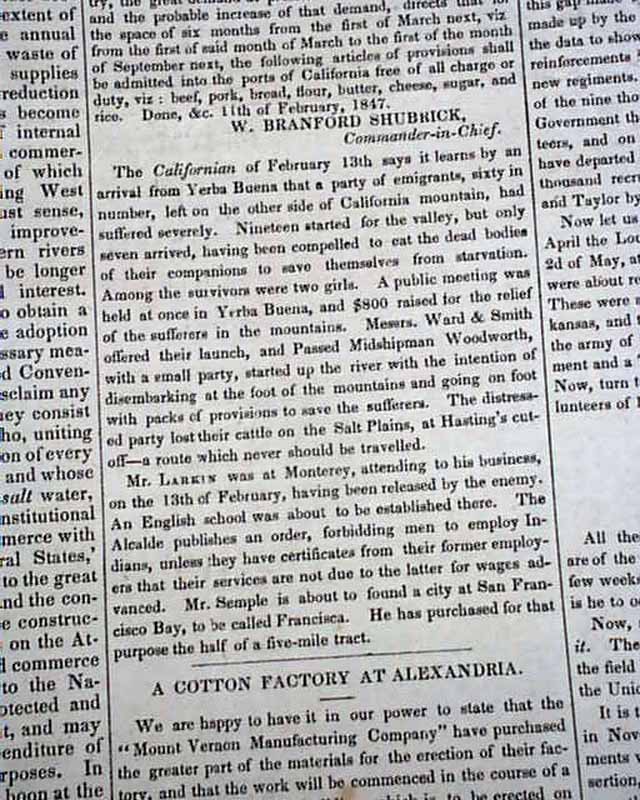 extent of
e annual
waste of
supplies
reduction
s become
f internal
commer-
of which
ing West
ust sense,
improve-
ern rivers
be longer
l interest.
o obtain a
e adoption
ssary mea-
d Conven-
sclaim any
ey consist
ho, uniting
on of every
and whose
salt water,
nstitutional
merce with
ral States,'
to the great
nd the con-
e construc-
on the At-
d commerce
to the Na-
otected and
t, and may
enditure of
rposes. In
boon at the
try, the great
and the probable increase of that demand, directs that for
the space of six months from the first of March next, viz
from the first of said month of March to the first of the month
of September next, the following articles of provisions shall
be admitted into the ports of California free of all charge or
duty, viz : beef, pork, bread, flour, butter, cheese, sugar, and
rice. Done, &c. 11th of February, 1847.
W. BRANFORD SHUBRICK,
Commander-in-Chief.
The Californian of February 13th says it learns by an
arrival from Yerba Buena that a party of emigrants, sixty in
number, left on the other side of California mountain, had
suffered severely. Nineteen started for the valley, but only
seven arrived, having been compelled to eat the dead bodies
of their companions to save themselves from starvation.
Among the survivors were two girls. A public meeting was
held at once in Yerba Buena, and $800 raised for the relief
of the sufferers in the mountains. Messrs. Ward & Smith
offered their launch, and Passed Midshipman Woodworth,
with a small party, started up the river with the intention of
disembarking at the foot of the mountains and going on foot
with packs of provisions to save the sufferers. The distress-
ed party lost their cattle on the Salt Plains, at Hasting's cut-
off—a route which never should be travelled.
Mr. LARKIN was at Monterey, attending to his business,
on the 13th of February, having been released by the enemy.
An English school was about to be established there. The
Alcalde publishes an order, forbidding men to employ In-
dians, unless they have certificates from their former employ-
ers that their services are not due to the latter for wages ad-
vanced. Mr. Semple is about to found a city at San Fran-
cisco Bay, to be called Francisca. He has purchased for that
purpose the half of a five-mile tract.
A COTTON FACTORY AT ALEXANDRIA.
We are happy to have it in our power to state that the
"Mount Vernon Manufacturing Company" have purchased
the greater part of the materials for the erection of their fac-
tory, and that the work will be commenced in the course of a
which is to be erected on
this gap made
made up by the
the data to show
reinforcements
new regiments.
of the nine tho
Government th
teers, and on
have departed
thousand recr
and Taylor by
Now let us
April the Lou
2d of May, at
were about r
These were
kansas, and t
the army of
ment and a
Now, turn t
lunteers of
All the
are of the
few weeks
is he to o
Now,
it. The
the field
the Unio
It is t
in Nov
ments
sertion